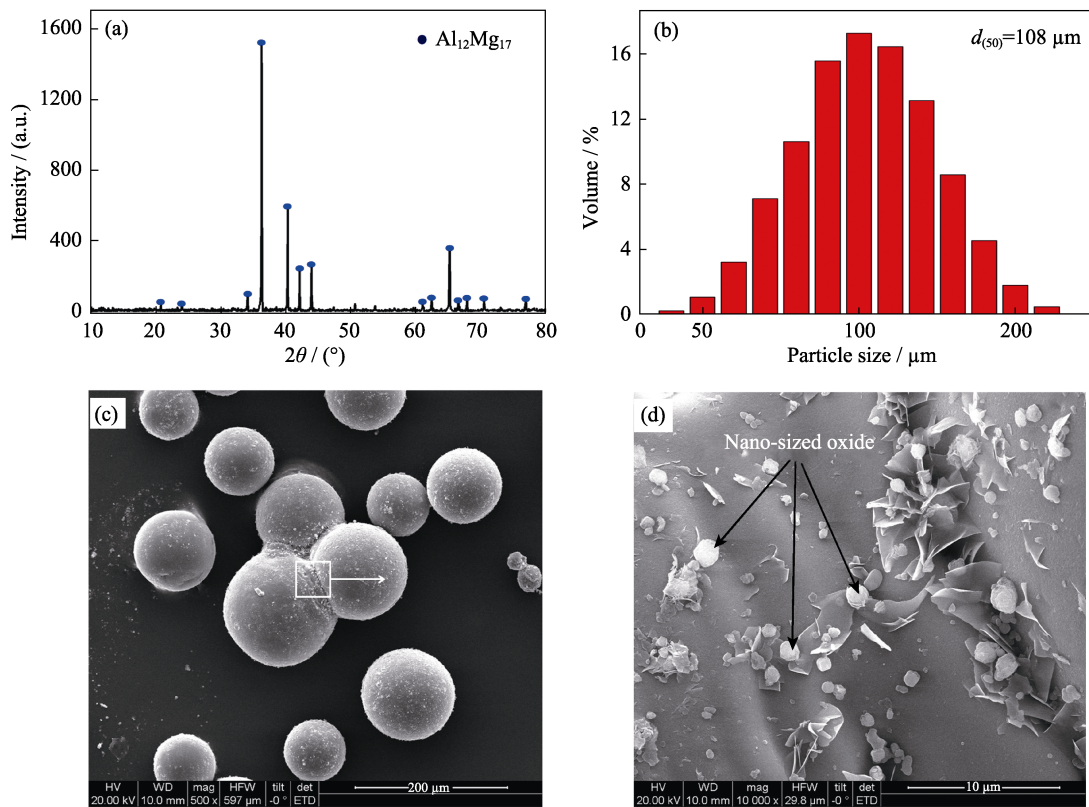 (a)
Al₁₂Mg₁₇
1600
1200
800
400
0
Intensity / (a.u.)
10 20 30 40 50 60 70 80
2θ / (°)
(b)
d₍₅₀₎=108 µm
16
12
8
4
0
Volume / %
0 50 100 200
Particle size / µm
(c)
HV WD mag HFW tilt det
20.00 kV 10.0 mm 500 x 597 µm -0° ETD
200 µm
(d)
Nano-sized oxide
HV WD mag HFW tilt det
20.00 kV 10.0 mm 10 000 x 29.8 µm -0° ETD
10 µm